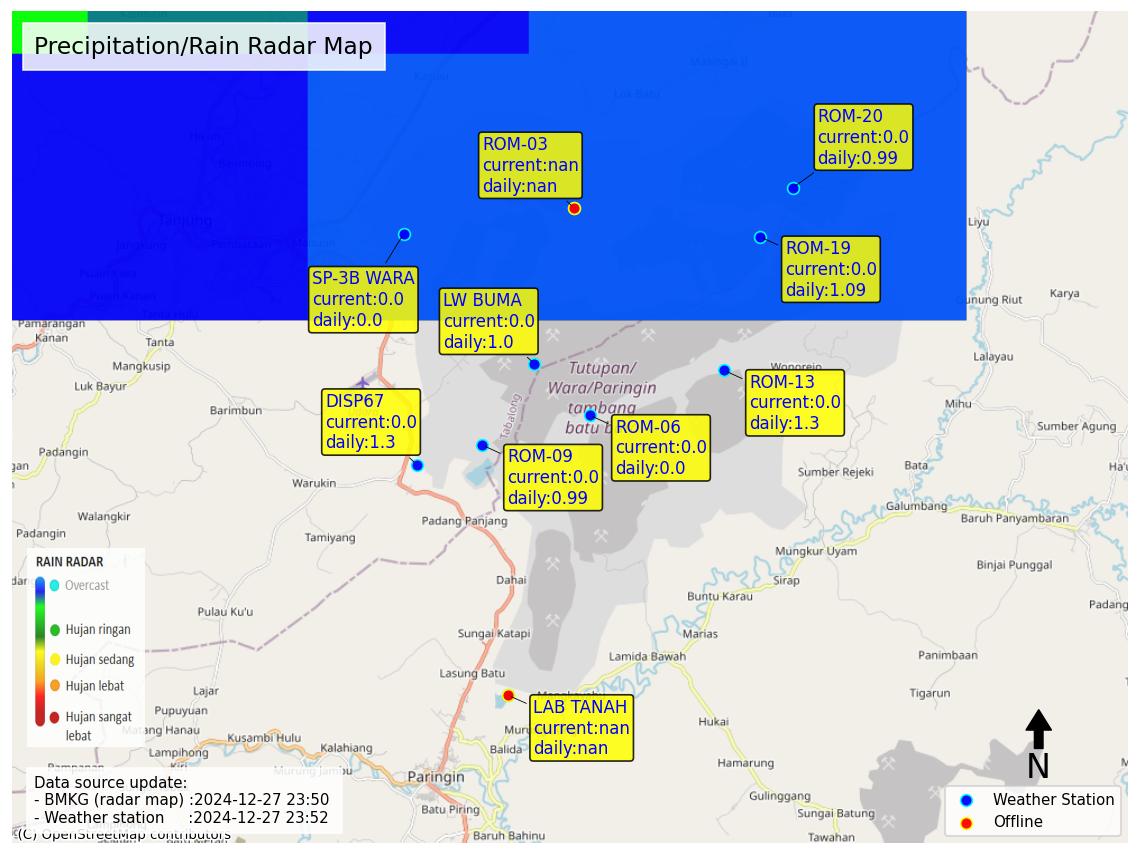 Precipitation/Rain Radar Map
Maningkul
Lok Batu
ROM-20
current:0.0
daily:0.99
ROM-03
current:nan
daily:nan
Tanjung
Liyu
ROM-19
current:0.0
daily:1.09
SP-3B WARA
current:0.0
daily:0.0
LW BUMA
current:0.0
daily:1.0
Gunung Riut
Karya
Pamarangan
Kanan
Tanta Hulu
Tanta
Mangkusip
Luk Bayur
Tutupan/
Wara/Paringin
tambang
batu b
Wonorejo
Lalayau
ROM-13
current:0.0
daily:1.3
DISP67
current:0.0
daily:1.3
Barimbun
Tabalong
ROM-06
current:0.0
daily:0.0
Mihu
Sumber Agung
Padangin
ROM-09
current:0.0
daily:0.99
Sumber Rejeki
Bata
Warukin
Galumbang
Baruh Panyambaran
Walangkir
Padangin
Padang Panjang
Tamiyang
Mungkur Uyam
Binjai Punggal
RAIN RADAR
Overcast
Hujan ringan
Hujan sedang
Hujan lebat
Hujan sangat
lebat
Dahai
Sirap
Buntu Karau
Padang
Pulau Ku'u
Sungai Katapi
Marias
Lamida Bawah
Panimbaan
Lasung Batu
Tigarun
Lajar
Pupuyuan
Matang Hanau
LAB TANAH
current:nan
daily:nan
Hukai
Kusambi Hulu
Lampihong
Kalahiang
Balida
Hamarung
N
Murung Jambu
Paringin
Data source update:
- BMKG (radar map) :2024-12-27 23:50
- Weather station :2024-12-27 23:52
Batu Piring
Gulinggang
Sungai Batung
Weather Station
Offline
(C) OpenStreetMap contributors
Baruh Bahinu
Tawahan